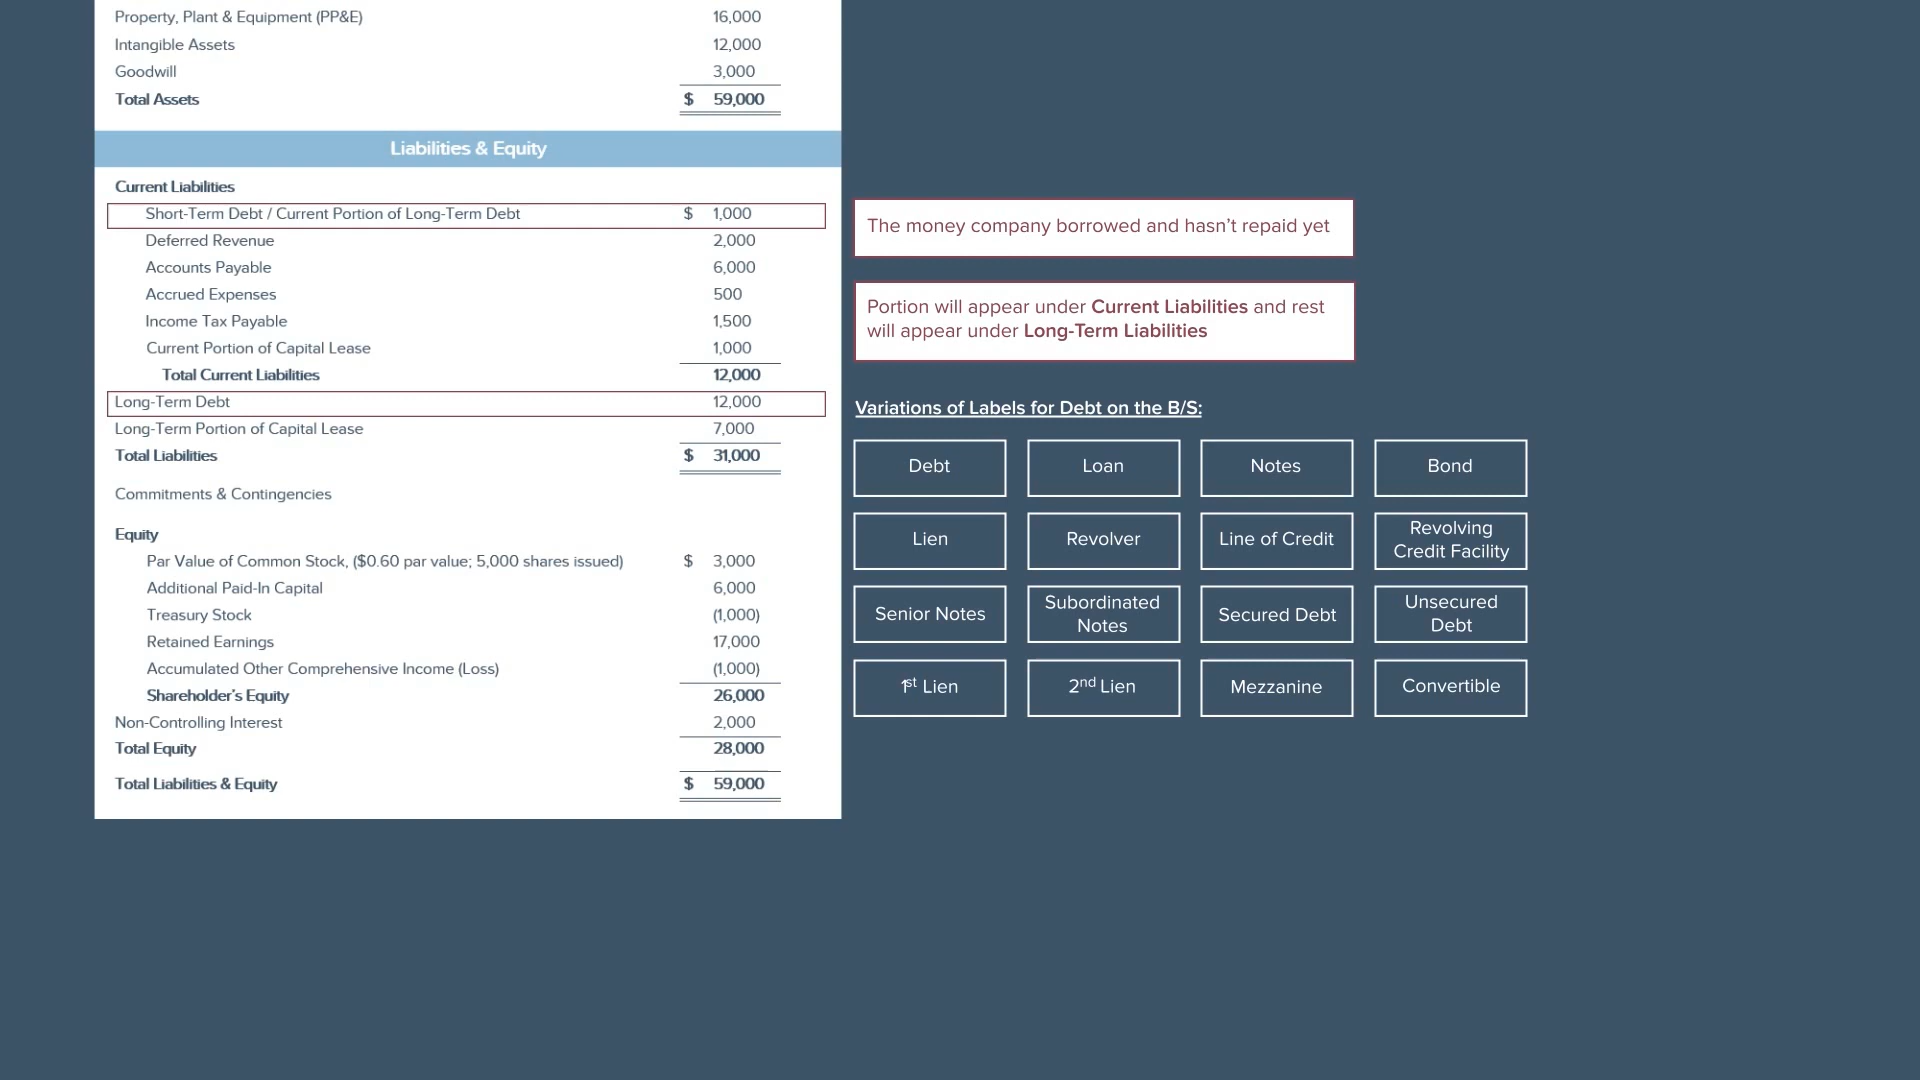 Property, Plant & Equipment (PP&E) 16,000
Intangible Assets 12,000
Goodwill 3,000
Total Assets $ 59,000
Liabilities & Equity
Current Liabilities
Short-Term Debt / Current Portion of Long-Term Debt $ 1,000
Deferred Revenue 2,000
Accounts Payable 6,000
Accrued Expenses 500
Income Tax Payable 1,500
Current Portion of Capital Lease 1,000
Total Current Liabilities 12,000
Long-Term Debt 12,000
Long-Term Portion of Capital Lease 7,000
Total Liabilities $ 31,000
Commitments & Contingencies
Equity
Par Value of Common Stock, ($0.60 par value; 5,000 shares issued) $ 3,000
Additional Paid-In Capital 6,000
Treasury Stock (1,000)
Retained Earnings 17,000
Accumulated Other Comprehensive Income (Loss) (1,000)
Shareholder's Equity 26,000
Non-Controlling Interest 2,000
Total Equity 28,000
Total Liabilities & Equity $ 59,000
The money company borrowed and hasn't repaid yet
Portion will appear under Current Liabilities and rest
will appear under Long-Term Liabilities
Variations of Labels for Debt on the B/S:
Debt
Loan
Notes
Bond
Lien
Revolver
Line of Credit
Revolving
Credit Facility
Senior Notes
Subordinated
Notes
Secured Debt
Unsecured
Debt
1st Lien
2nd Lien
Mezzanine
Convertible